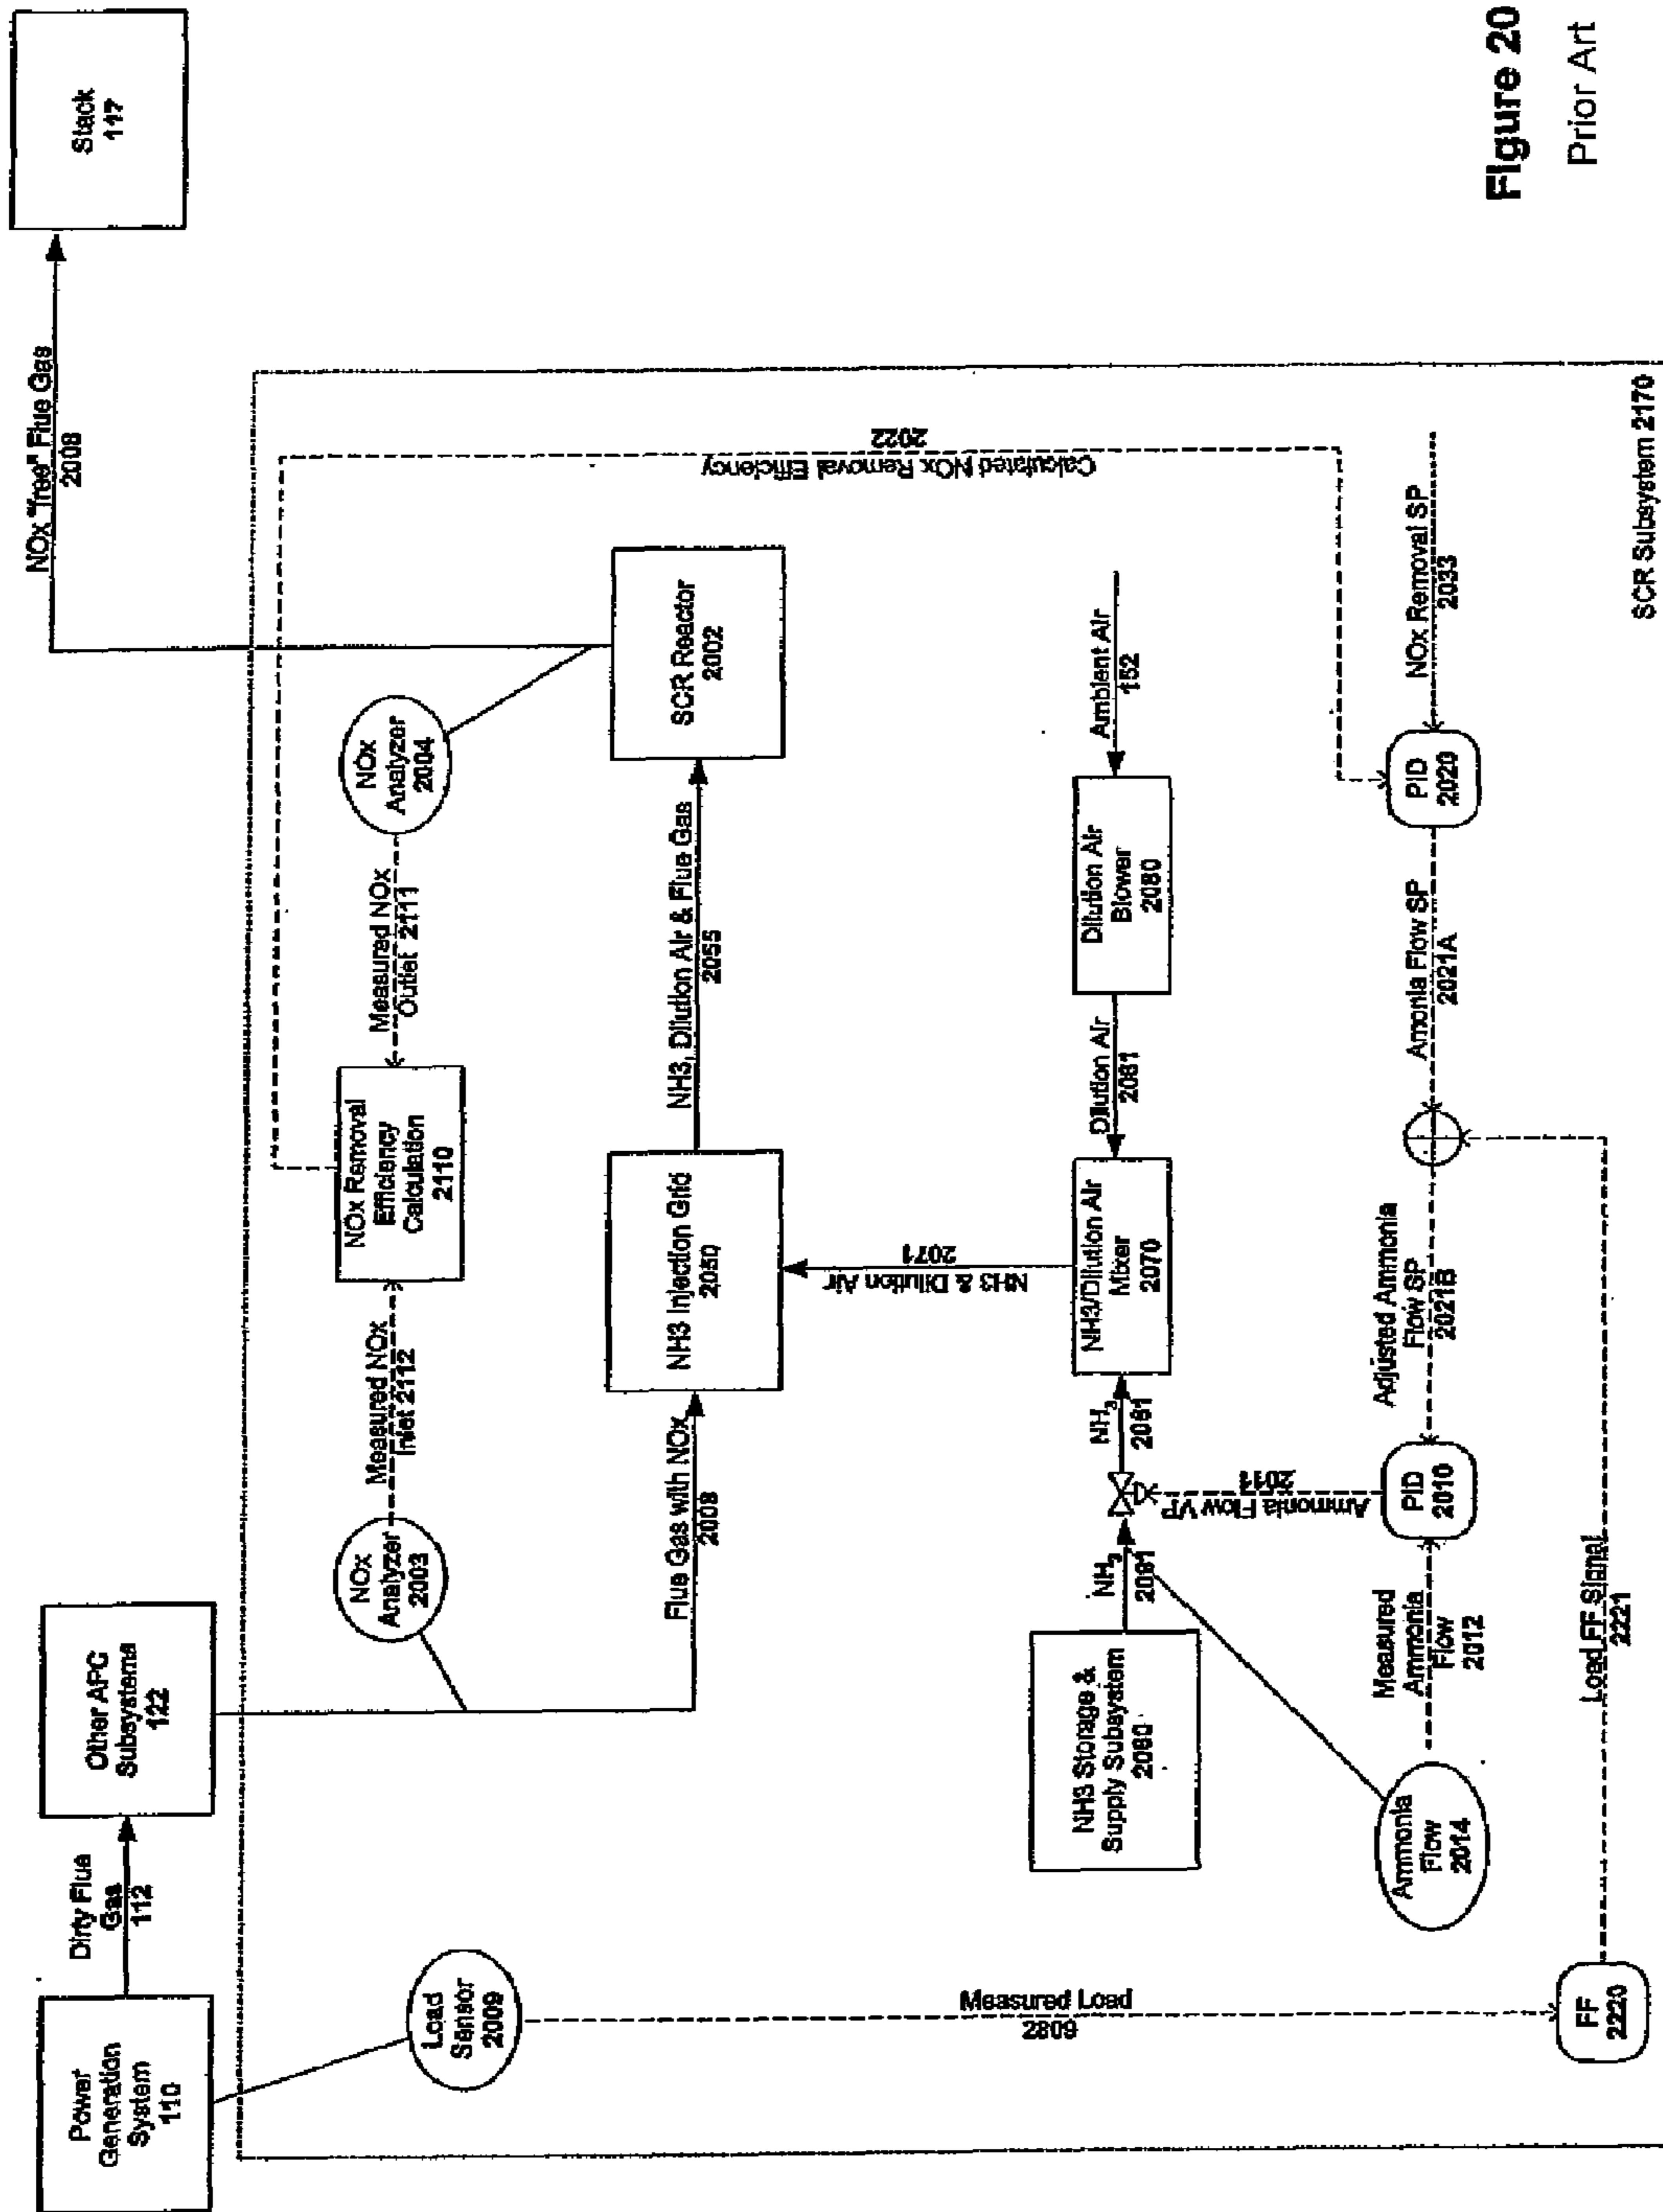 Power
Generation
System
110
Dirty Flue
Gas
112
Other APC
Subsystems
122
NOx "free" Flue Gas
2008
Stack
117
Load
Sensor
2009
NOx
Analyzer
2003
Measured NOx
Inlet 2112
NOx Removal
Efficiency
Calculation
2110
Measured NOx
Outlet 2111
NOx
Analyzer
2004
Flue Gas with NOx
2008
NH3 Injection Grid
2050
NH3, Dilution Air & Flue Gas
2055
SCR Reactor
2002
Calculated NOx Removal Efficiency
2022
NH3 & Dilution Air
2071
Measured Load
2809
NH3 Storage &
Supply Subsystem
2060
NH3
2061
NH3
2061
NH3/Dilution Air
Mixer
2070
Dilution Air
2081
Dilution Air
Blower
2080
Ambient Air
152
Ammonia Flow VP
2011
Ammonia
Flow
2014
Measured
Ammonia
Flow
2012
PID
2010
Adjusted Ammonia
Flow SP
2021B
Amonia Flow SP
2021A
PID
2020
NOx Removal SP
2033
FF
2220
Load FF Signal
2221
SCR Subsystem 2170
Figure 20
Prior Art